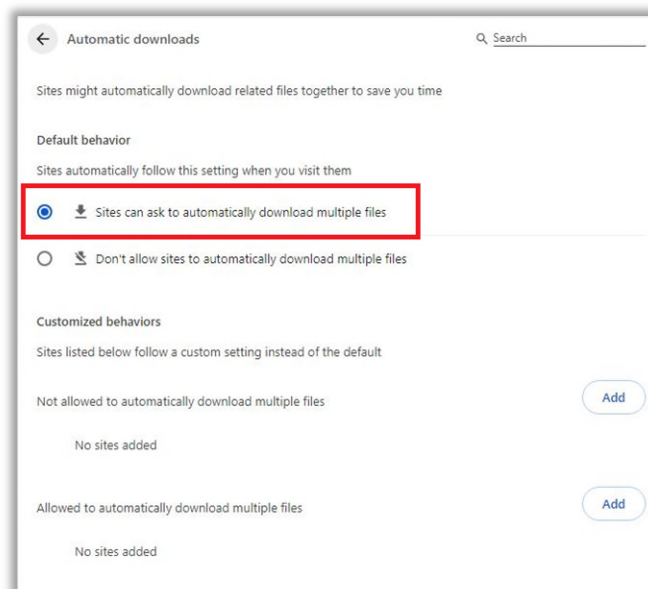 Automatic downloads
Search
Sites might automatically download related files together to save you time
Default behavior
Sites automatically follow this setting when you visit them
Sites can ask to automatically download multiple files
Don't allow sites to automatically download multiple files
Customized behaviors
Sites listed below follow a custom setting instead of the default
Not allowed to automatically download multiple files
Add
No sites added
Allowed to automatically download multiple files
Add
No sites added